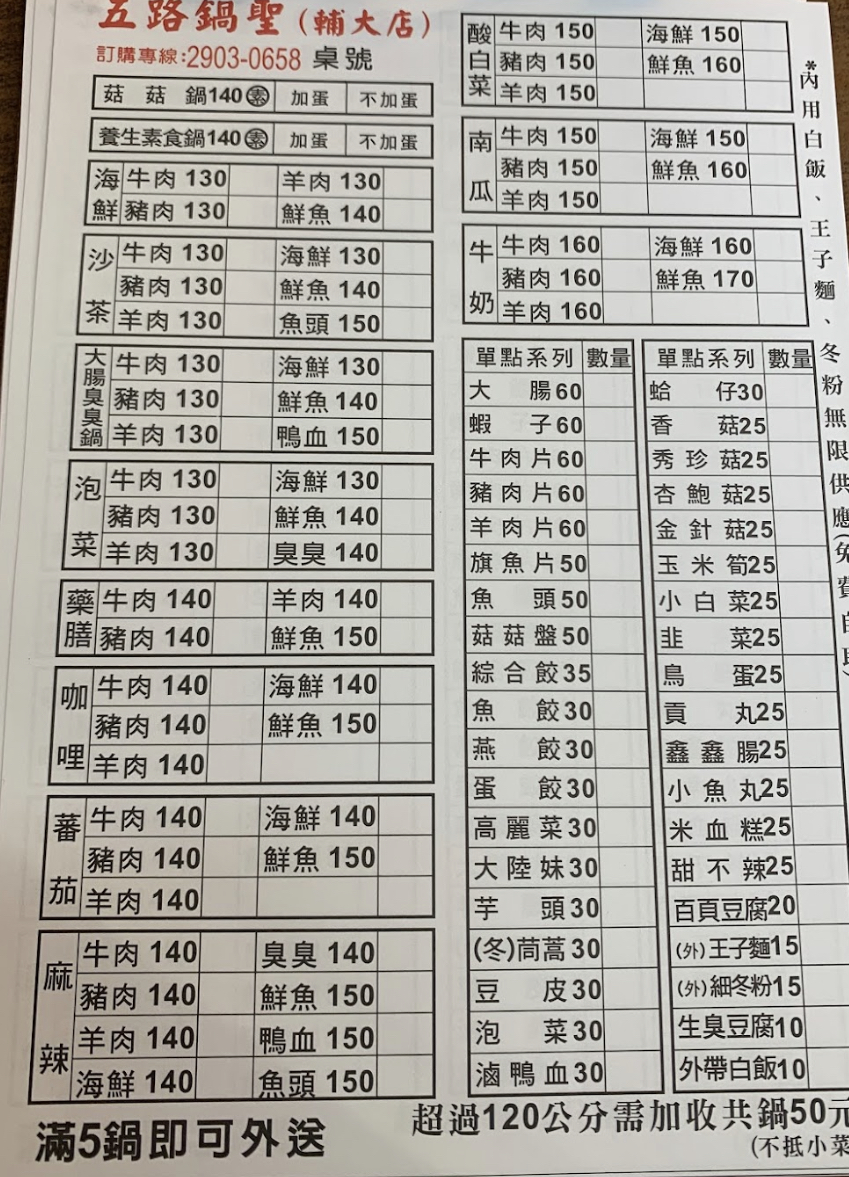 五路鍋聖(輔大店)
訂購專線:2903-0658 桌號
菇菇鍋140素 加蛋 不加蛋
養生素食鍋140素 加蛋 不加蛋
海鮮
牛肉 130 羊肉 130
豬肉 130 鮮魚 140
沙茶
牛肉 130 海鮮 130
豬肉 130 鮮魚 140
羊肉 130 魚頭 150
大腸臭臭鍋
牛肉 130 海鮮 130
豬肉 130 鮮魚 140
羊肉 130 鴨血 150
泡菜
牛肉 130 海鮮 130
豬肉 130 鮮魚 140
羊肉 130 臭臭 140
藥膳
牛肉 140 羊肉 140
豬肉 140 鮮魚 150
咖哩
牛肉 140 海鮮 140
豬肉 140 鮮魚 150
羊肉 140
蕃茄
牛肉 140 海鮮 140
豬肉 140 鮮魚 150
羊肉 140
麻辣
牛肉 140 臭臭 140
豬肉 140 鮮魚 150
羊肉 140 鴨血 150
海鮮 140 魚頭 150
滿5鍋即可外送
酸白菜
牛肉 150 海鮮 150
豬肉 150 鮮魚 160
羊肉 150
南瓜
牛肉 150 海鮮 150
豬肉 150 鮮魚 160
羊肉 150
牛奶
牛肉 160 海鮮 160
豬肉 160 鮮魚 170
羊肉 160
單點系列 數量 單點系列 數量
大腸60 蛤仔30
蝦子60 香菇25
牛肉片60 秀珍菇25
豬肉片60 杏鮑菇25
羊肉片60 金針菇25
旗魚片50 玉米筍25
魚頭50 小白菜25
菇菇盤50 韭菜25
綜合餃35 鳥蛋25
魚餃30 貢丸25
燕餃30 鑫鑫腸25
蛋餃30 小魚丸25
高麗菜30 米血糕25
大陸妹30 甜不辣25
芋頭30 百頁豆腐20
(冬)茼蒿30 (外)王子麵15
豆皮30 (外)細冬粉15
泡菜30 生臭豆腐10
滷鴨血30 外帶白飯10
*內用白飯、王子麵、冬粉無限供應(免費自取)
超過120公分需加收共鍋50元
(不抵小菜